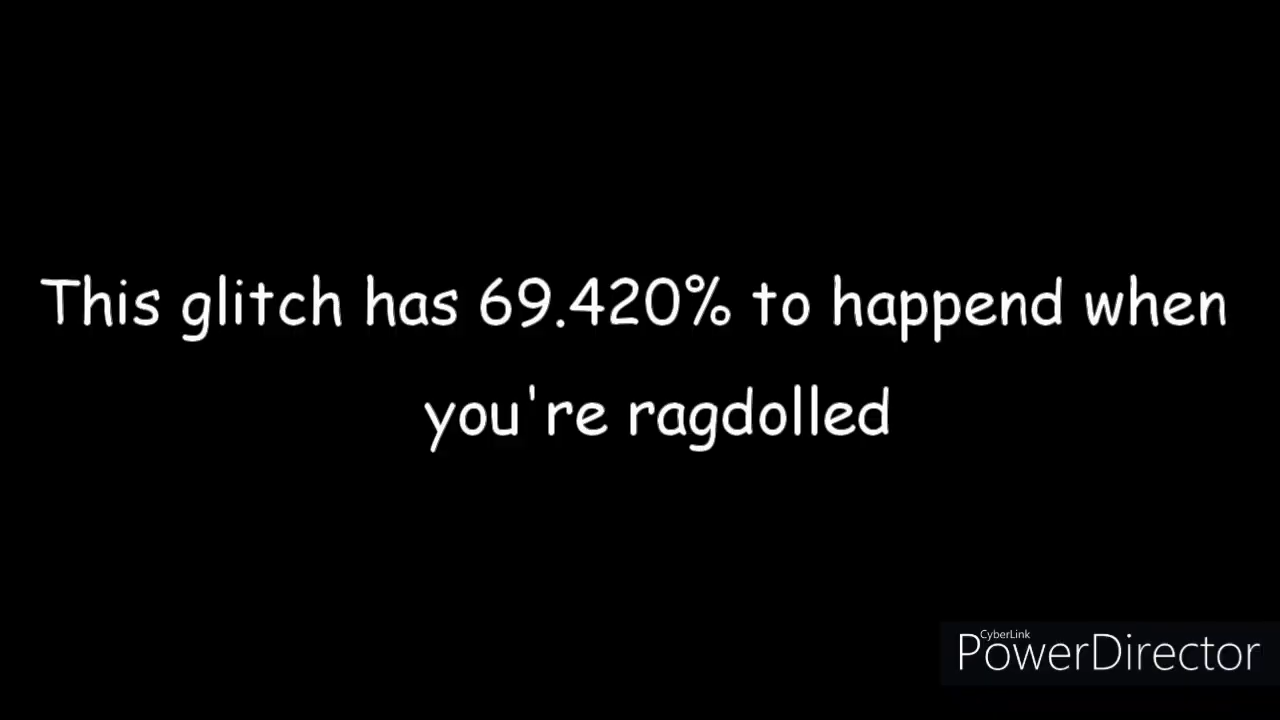 This glitch has 69.420% to happend when
you're ragdolled
CyberLink
PowerDirector